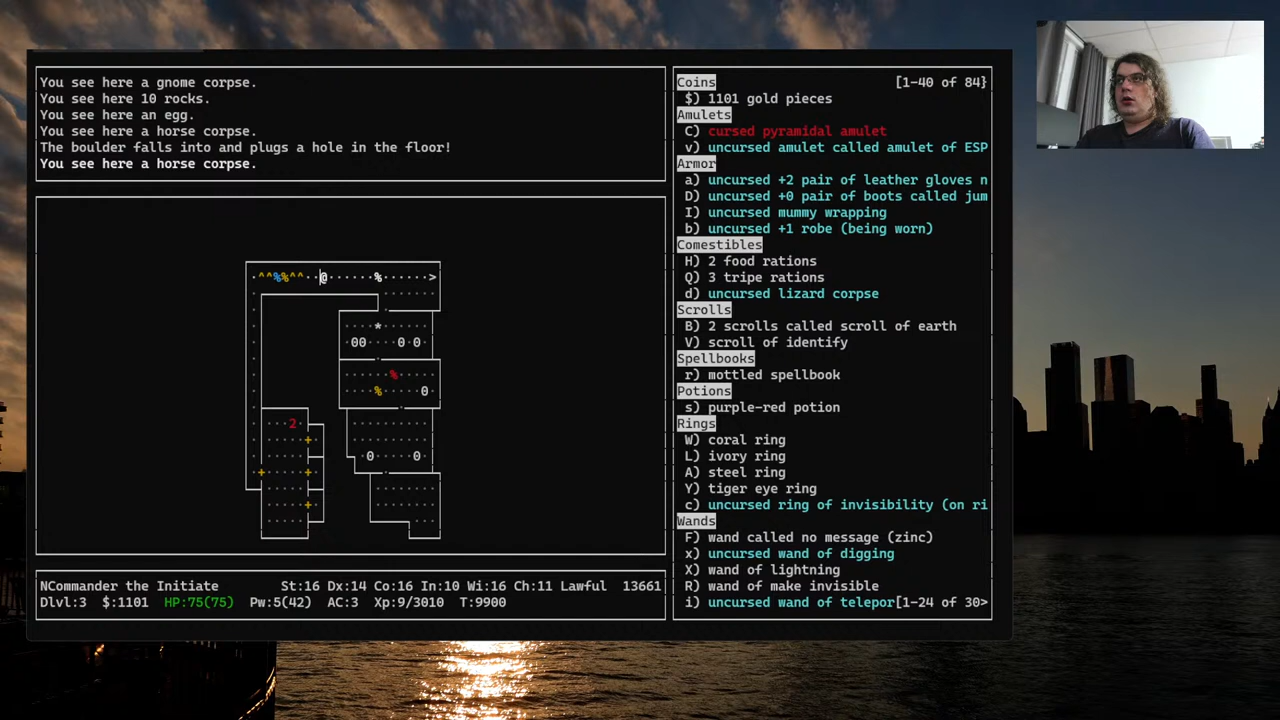 You see here a gnome corpse.
You see here 10 rocks.
You see here an egg.
You see here a horse corpse.
The boulder falls into and plugs a hole in the floor!
You see here a horse corpse.
·^^%%^^··@······%······>
*
00 0 0
%
% 0
2
+
0 0
+ +
+
NCommander the Initiate St:16 Dx:14 Co:16 In:10 Wi:16 Ch:11 Lawful 13661
Dlvl:3 $:1101 HP:75(75) Pw:5(42) AC:3 Xp:9/3010 T:9900
Coins [1-40 of 84}
$) 1101 gold pieces
Amulets
C) cursed pyramidal amulet
v) uncursed amulet called amulet of ESP
Armor
a) uncursed +2 pair of leather gloves n
D) uncursed +0 pair of boots called jum
I) uncursed mummy wrapping
b) uncursed +1 robe (being worn)
Comestibles
H) 2 food rations
Q) 3 tripe rations
d) uncursed lizard corpse
Scrolls
B) 2 scrolls called scroll of earth
V) scroll of identify
Spellbooks
r) mottled spellbook
Potions
s) purple-red potion
Rings
W) coral ring
L) ivory ring
A) steel ring
Y) tiger eye ring
c) uncursed ring of invisibility (on ri
Wands
F) wand called no message (zinc)
x) uncursed wand of digging
X) wand of lightning
R) wand of make invisible
i) uncursed wand of telepor[1-24 of 30>